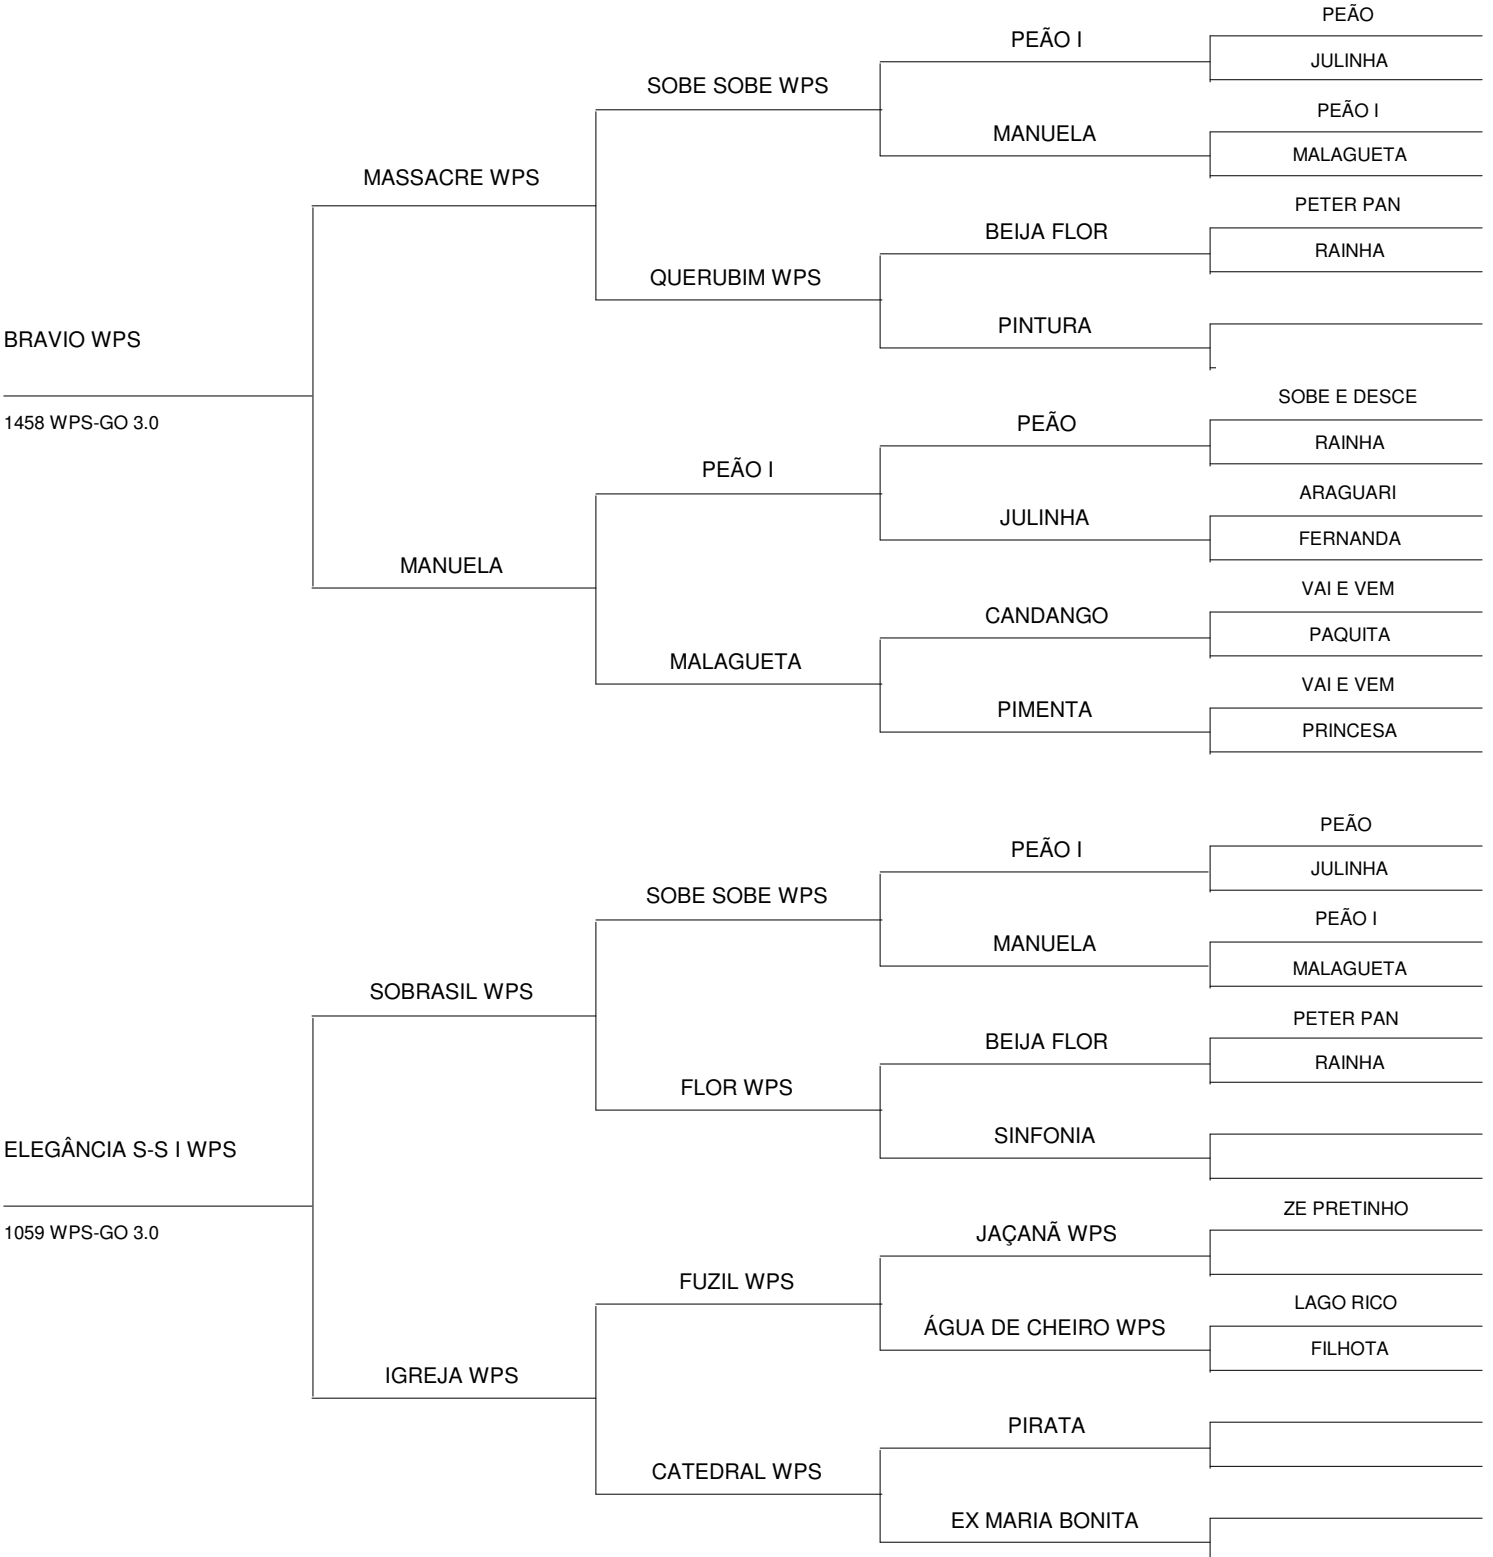 PEÃO
PEÃO I
JULINHA
SOBE SOBE WPS
PEÃO I
MANUELA
MALAGUETA
MASSACRE WPS
PETER PAN
BEIJA FLOR
RAINHA
QUERUBIM WPS
PINTURA
BRAVIO WPS
SOBE E DESCE
1458 WPS-GO 3.0
PEÃO
RAINHA
PEÃO I
ARAGUARI
JULINHA
FERNANDA
MANUELA
VAI E VEM
CANDANGO
PAQUITA
MALAGUETA
VAI E VEM
PIMENTA
PRINCESA
PEÃO
PEÃO I
JULINHA
SOBE SOBE WPS
PEÃO I
MANUELA
MALAGUETA
SOBRASIL WPS
PETER PAN
BEIJA FLOR
RAINHA
FLOR WPS
SINFONIA
ELEGÂNCIA S-S I WPS
ZE PRETINHO
1059 WPS-GO 3.0
JAÇANÃ WPS
FUZIL WPS
LAGO RICO
ÁGUA DE CHEIRO WPS
FILHOTA
IGREJA WPS
PIRATA
CATEDRAL WPS
EX MARIA BONITA